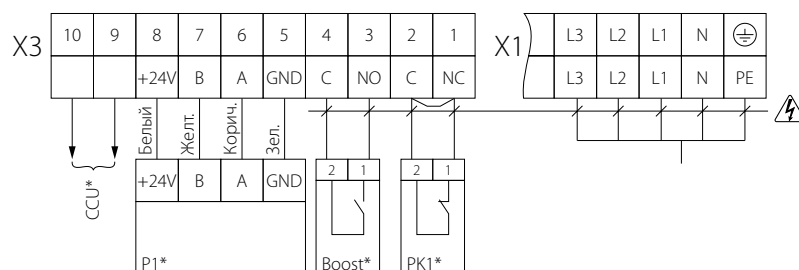 X3 10 9 8 7 6 5 4 3 2 1 X1 L3 L2 L1 N
+24V B A GND C NO C NC L3 L2 L1 N PE
Белый Желт. Корич. Зел.
CCU*
+24V B A GND 2 1 2 1
P1* Boost* PK1*